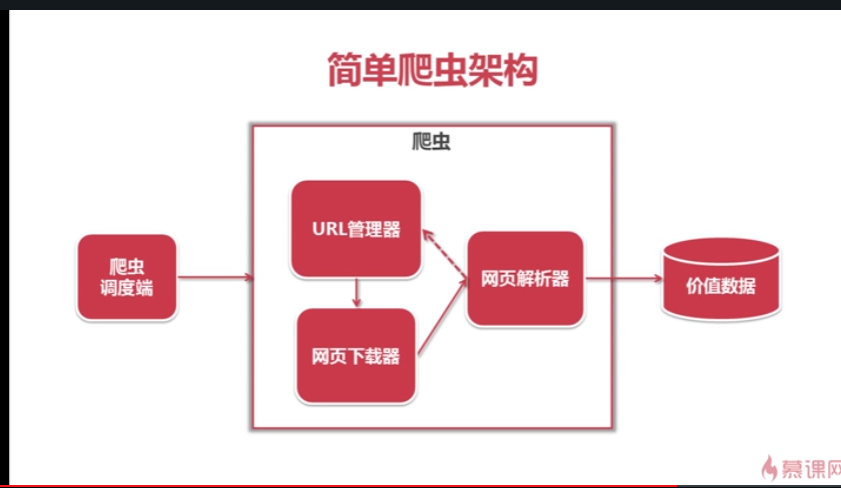 简单爬虫架构
爬虫
URL管理器
爬虫
调度端
网页解析器
价值数据
网页下载器
慕课网